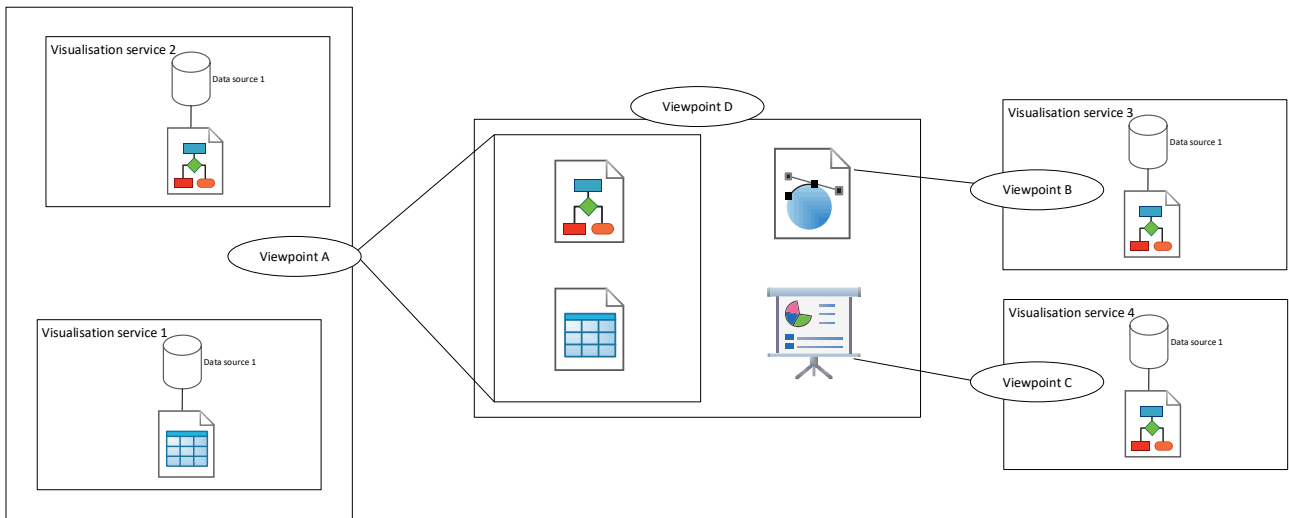 Visualisation service 2
Data source 1
Viewpoint A
Visualisation service 1
Data source 1
Viewpoint D
Visualisation service 3
Data source 1
Viewpoint B
Visualisation service 4
Data source 1
Viewpoint C